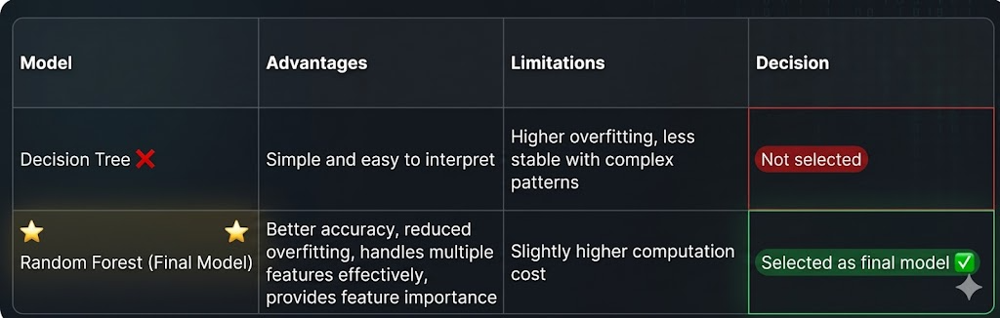 Model
Advantages
Limitations
Decision
Decision Tree ❌
Simple and easy to interpret
Higher overfitting, less
stable with complex
patterns
Not selected
⭐ ⭐
Random Forest (Final Model)
Better accuracy, reduced
overfitting, handles multiple
features effectively,
provides feature importance
Slightly higher computation
cost
Selected as final model ✅